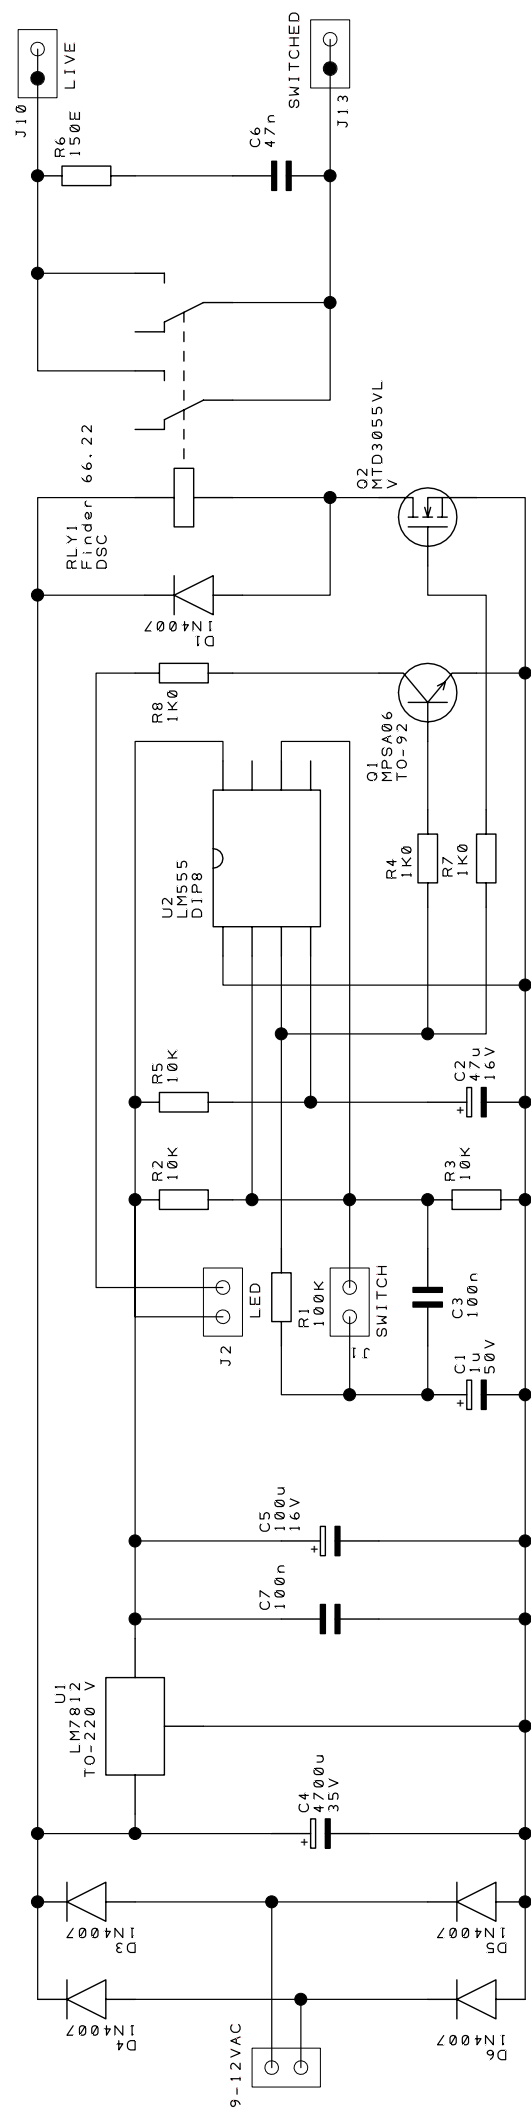 LIVE
J10
SWITCHED
J13
R6
150E
C6
47n
RLY1
Finder 66.22
DSC
Q2
MTD3055VL
V
D1
1N4007
R8
1K0
Q1
MPSA06
TO-92
U2
LM555
DIP8
R4
1K0
R7
1K0
R5
10K
C2
47u
16V
+
R2
10K
R3
10K
J2
LED
R1
100K
J1
SWITCH
C3
100n
C1
1u
50V
+
C5
100u
16V
+
C7
100n
U1
LM7812
TO-220 V
C4
4700u
35V
+
D3
1N4007
D5
1N4007
D4
1N4007
D6
1N4007
9-12VAC